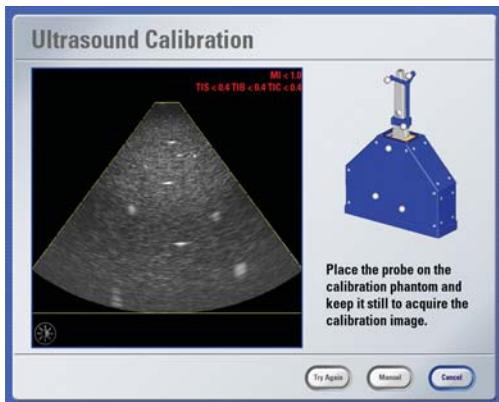 Ultrasound Calibration
MI < 1.0
TIS < 0.4 TIB < 0.4 TIC < 0.4
Place the probe on the
calibration phantom and
keep it still to acquire the
calibration image.
Try Again
Manual
Cancel